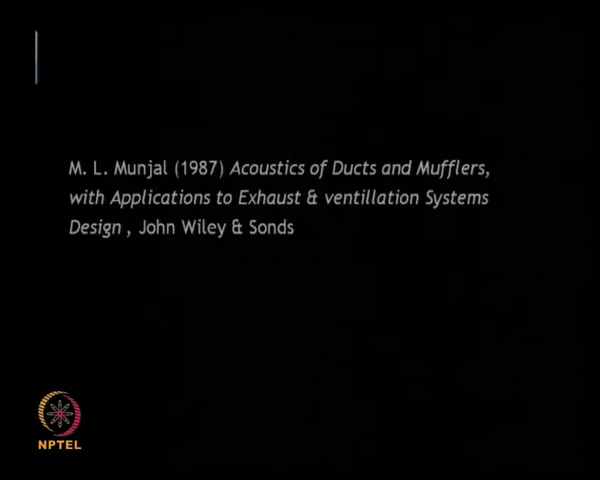 M. L. Munjal (1987) Acoustics of Ducts and Mufflers,
with Applications to Exhaust & ventillation Systems
Design , John Wiley & Sonds
NPTEL